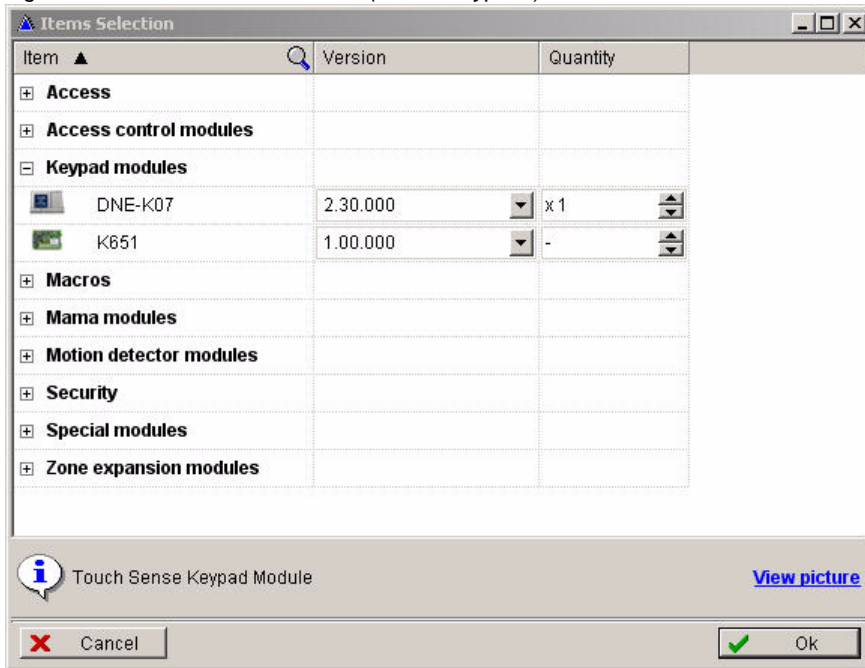 Items Selection
Item Version Quantity
Access
Access control modules
Keypad modules
DNE-K07 2.30.000 x 1
K651 1.00.000 -
Macros
Mama modules
Motion detector modules
Security
Special modules
Zone expansion modules
Touch Sense Keypad Module View picture
Cancel Ok